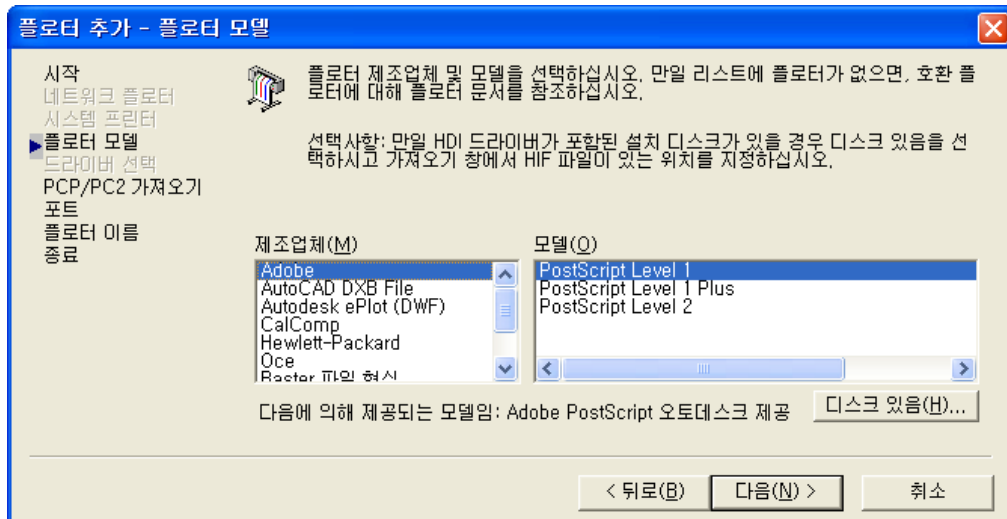 플로터 추가 - 플로터 모델
시작
네트워크 플로터
시스템 프린터
플로터 모델
드라이버 선택
PCP/PC2 가져오기
포트
플로터 이름
종료
플로터 제조업체 및 모델을 선택하십시오. 만일 리스트에 플로터가 없으면, 호환 플
로터에 대해 플로터 문서를 참조하십시오.
선택사항: 만일 HDI 드라이버가 포함된 설치 디스크가 있을 경우 디스크 있음을 선
택하시고 가져오기 창에서 HIF 파일이 있는 위치를 지정하십시오.
제조업체(M)
Adobe
AutoCAD DXB File
Autodesk ePlot (DWF)
CalComp
Hewlett-Packard
Oce
Raster 파일 형식
모델(O)
PostScript Level 1
PostScript Level 1 Plus
PostScript Level 2
다음에 의해 제공되는 모델임: Adobe PostScript 오토데스크 제공
디스크 있음(H)...
< 뒤로(B)
다음(N) >
취소